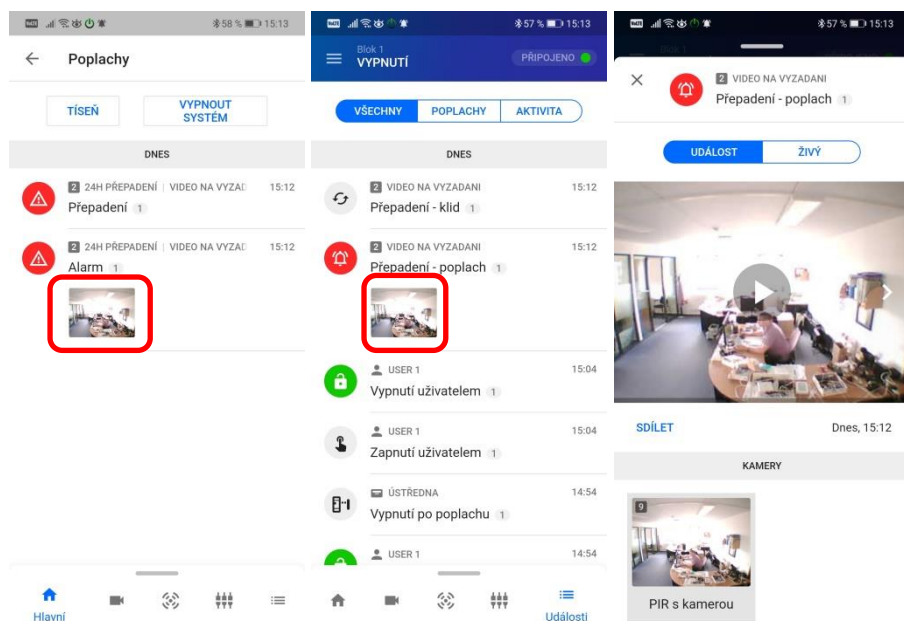 58 % 15:13
Poplachy
TÍSEŇ
VYPNOUT
SYSTÉM
DNES
2 24H PŘEPADENÍ | VIDEO NA VYZAD 15:12
Přepadení 1
2 24H PŘEPADENÍ | VIDEO NA VYZAD 15:12
Alarm 1
Hlavní
57 % 15:13
Blok 1
VYPNUTÍ
PŘIPOJENO
VŠECHNY POPLACHY AKTIVITA
DNES
2 VIDEO NA VYZADANI 15:12
Přepadení - klid 1
2 VIDEO NA VYZADANI 15:12
Přepadení - poplach 1
USER 1 15:04
Vypnutí uživatelem 1
USER 1 15:04
Zapnutí uživatelem 1
ÚSTŘEDNA 14:54
Vypnutí po poplachu 1
USER 1 14:54
Události
57 % 15:13
Blok 1
2 VIDEO NA VYZADANI
Přepadení - poplach 1
UDÁLOST ŽIVÝ
SDÍLET Dnes, 15:12
KAMERY
9
PIR s kamerou